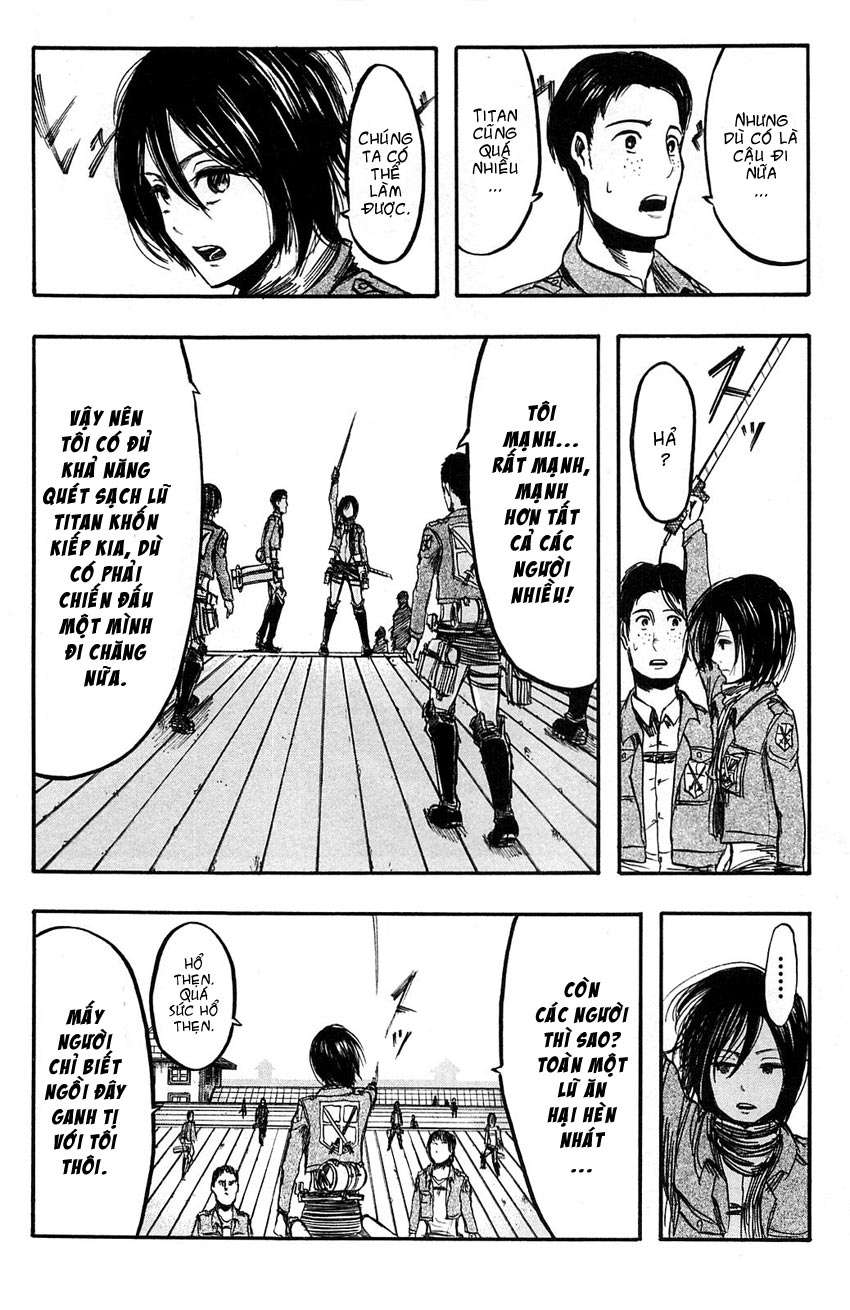 NHƯNG
DÙ CÓ LÀ
CẬU ĐI
NỮA
...
TITAN
CŨNG
QUÁ
NHIỀU
...
CHÚNG
TA CÓ
THỂ
LÀM
ĐƯỢC.
HẢ
?
TÔI
MẠNH...
RẤT MẠNH,
MẠNH
HƠN TẤT
CẢ CÁC
NGƯỜI
NHIỀU!
VẬY NÊN
TÔI CÓ ĐỦ
KHẢ NĂNG
QUÉT SẠCH LŨ
TITAN KHỐN
KIẾP KIA, DÙ
CÓ PHẢI
CHIẾN ĐẤU
MỘT MÌNH
ĐI CHĂNG
NỮA.
......
CÒN
CÁC NGƯỜI
THÌ SAO?
TOÀN MỘT
LŨ ĂN
HẠI HÈN
NHÁT
...
HỔ
THẸN.
QUÁ
SỨC HỔ
THẸN.
MẤY
NGƯỜI
CHỈ BIẾT
NGỒI ĐÂY
GANH TỊ
VỚI TÔI
THÔI.